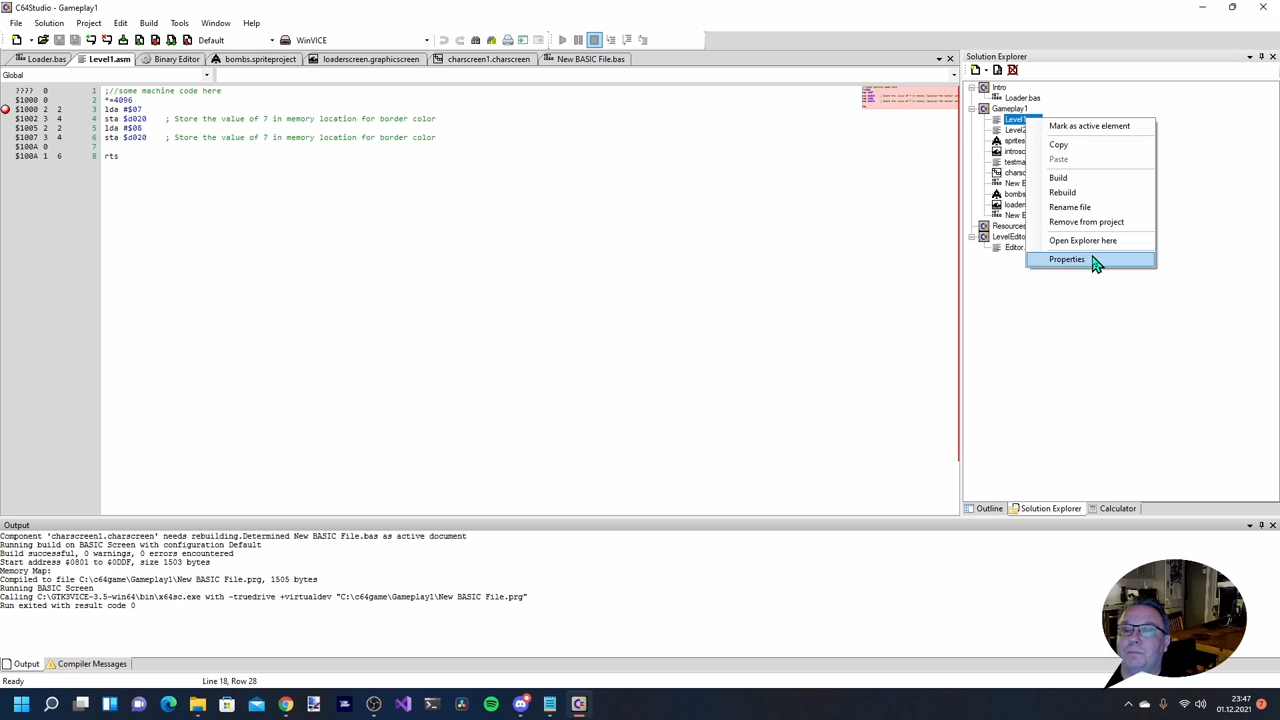 C64Studio - Gameplay1
File Solution Project Edit Build Tools Window Help
Default WinVICE
Loader.bas Level1.asm Binary Editor bombs.spriteproject loaderscreen.graphicscreen charscreen1.charscreen New BASIC File.bas
Global
???? 0 1 ;//some machine code here
$1000 0 2 *=4096
$1000 2 2 3 lda #$07
$1002 3 4 4 sta $d020 ; Store the value of 7 in memory location for border color
$1005 2 2 5 lda #$08
$1007 3 4 6 sta $d020 ; Store the value of 7 in memory location for border color
$100A 0 7
$100A 1 6 8 rts
Solution Explorer
Intro
Loader.bas
Gameplay1
Level1
Level2
sprites
introsc
testma
charsc
New B
bombs
loader
New B
Resources
LevelEdito
Editor.
Mark as active element
Copy
Paste
Build
Rebuild
Rename file
Remove from project
Open Explorer here
Properties
Outline Solution Explorer Calculator
Output
Component 'charscreen1.charscreen' needs rebuilding.Determined New BASIC File.bas as active document
Running build on BASIC Screen with configuration Default
Build successful, 0 warnings, 0 errors encountered
Start address $0801 to $0DDF, size 1503 bytes
Memory Map:
Compiled to file C:\c64game\Gameplay1\New BASIC File.prg, 1505 bytes
Running BASIC Screen
Calling C:\GTK3VICE-3.5-win64\bin\x64sc.exe with -truedrive +virtualdev "C:\c64game\Gameplay1\New BASIC File.prg"
Run exited with result code 0
Output Compiler Messages
Ready Line 18, Row 28
23:47
01.12.2021